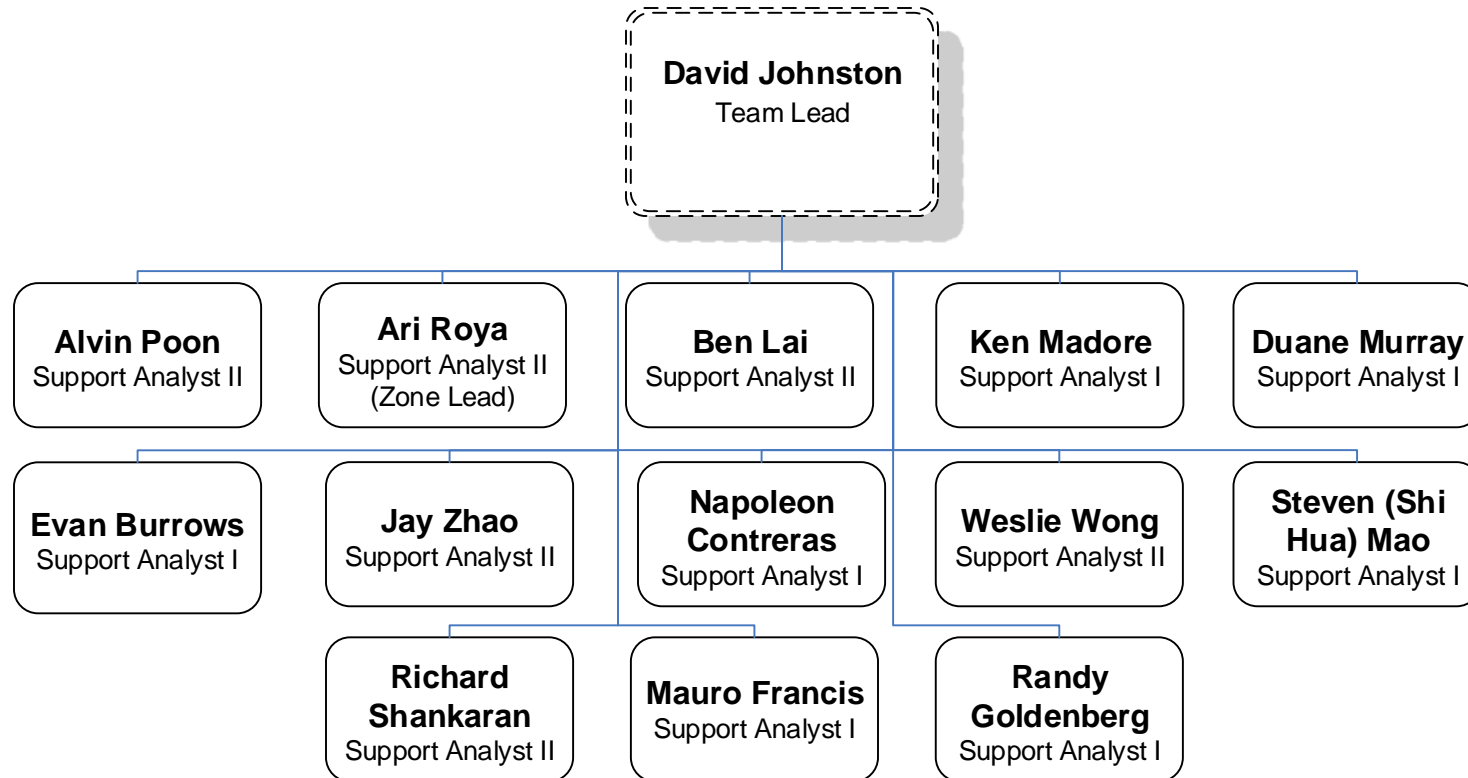 David Johnston
Team Lead
Alvin Poon
Support Analyst II
Ari Roya
Support Analyst II
(Zone Lead)
Ben Lai
Support Analyst II
Ken Madore
Support Analyst I
Duane Murray
Support Analyst I
Evan Burrows
Support Analyst I
Jay Zhao
Support Analyst II
Napoleon
Contreras
Support Analyst I
Weslie Wong
Support Analyst II
Steven (Shi
Hua) Mao
Support Analyst I
Richard
Shankaran
Support Analyst II
Mauro Francis
Support Analyst I
Randy
Goldenberg
Support Analyst I